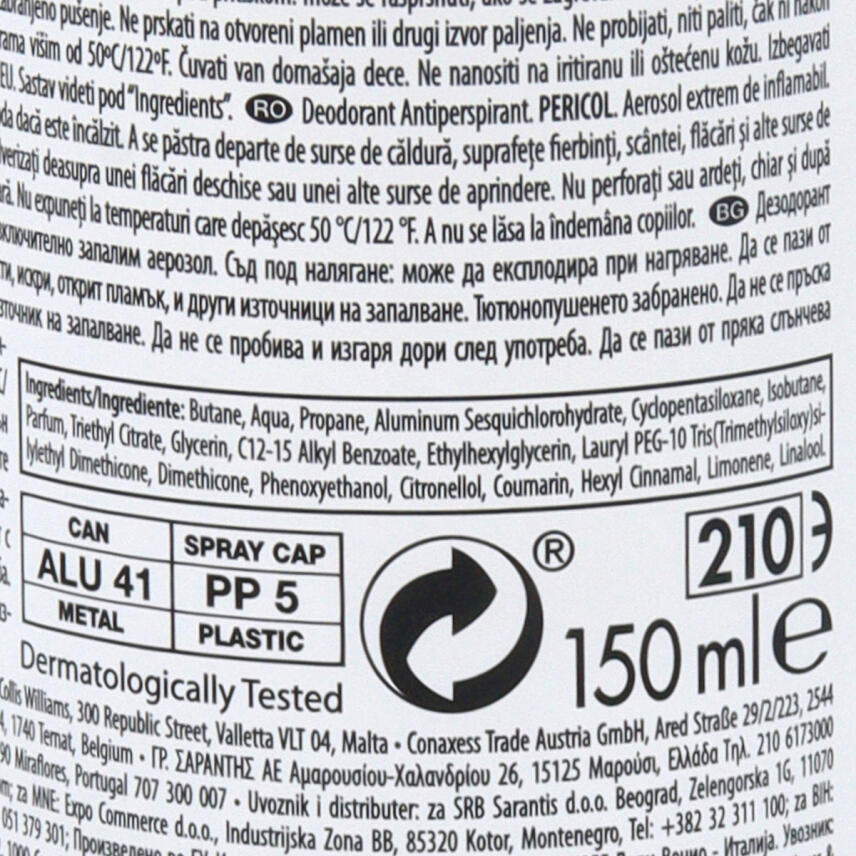 pušenje. Ne prskati na otvoreni plamen ili drugi izvor paljenja. Ne probijati, niti paliti, čak ni nakon
višim od 50ºC/122ºF. Čuvati van domašaja dece. Ne nanositi na iritiranu ili oštećenu kožu. Izbegavati
EU. Sastav videti pod "Ingredients". RO Deodorant Antiperspirant. PERICOL. Aerosol extrem de inflamabil.
dacă este încălzit. A se păstra departe de surse de căldură, suprafețe fierbinți, scântei, flăcări și alte surse de
deasupra unei flăcări deschise sau unei alte surse de aprindere. Nu perforați sau ardeți, chiar și după
Nu expuneți la temperaturi care depășesc 50 °C/122 °F. A nu se lăsa la îndemâna copiilor. BG Дезодорант
запалим аерозол. Съд под налягане: може да експлодира при нагряване. Да се пази от
искри, открит пламък, и други източници на запалване. Тютюнопушенето забранено. Да не се пръска
на запалване. Да не се пробива и изгаря дори след употреба. Да се пази от пряка слънчева
Ingredients/Ingrediente: Butane, Aqua, Propane, Aluminum Sesquichlorohydrate, Cyclopentasiloxane, Isobutane,
Parfum, Triethyl Citrate, Glycerin, C12-15 Alkyl Benzoate, Ethylhexylglycerin, Lauryl PEG-10 Tris(Trimethylsiloxy)si-
lylethyl Dimethicone, Dimethicone, Phenoxyethanol, Citronellol, Coumarin, Hexyl Cinnamal, Limonene, Linalool.
CAN SPRAY CAP
ALU 41 PP 5
METAL PLASTIC
®
210
150 ml e
Dermatologically Tested
Collis Williams, 300 Republic Street, Valletta VLT 04, Malta • Conaxess Trade Austria GmbH, Ared Straße 29/2/223, 2544
1740 Ternat, Belgium • ΓΡ. ΣΑΡΑΝΤΗΣ ΑΕ Αμαρουσίου-Χαλανδρίου 26, 15125 Μαρούσι, Ελλάδα Τηλ. 210 6173000
Miraflores, Portugal 707 300 007 • Uvoznik i distributer: za SRB Sarantis d.o.o. Beograd, Zelengorska 1G, 11070
za MNE: Expo Commerce d.o.o., Industrijska Zona BB, 85320 Kotor, Montenegro, Tel: +382 32 311 100; za BIH:
051 379 301;